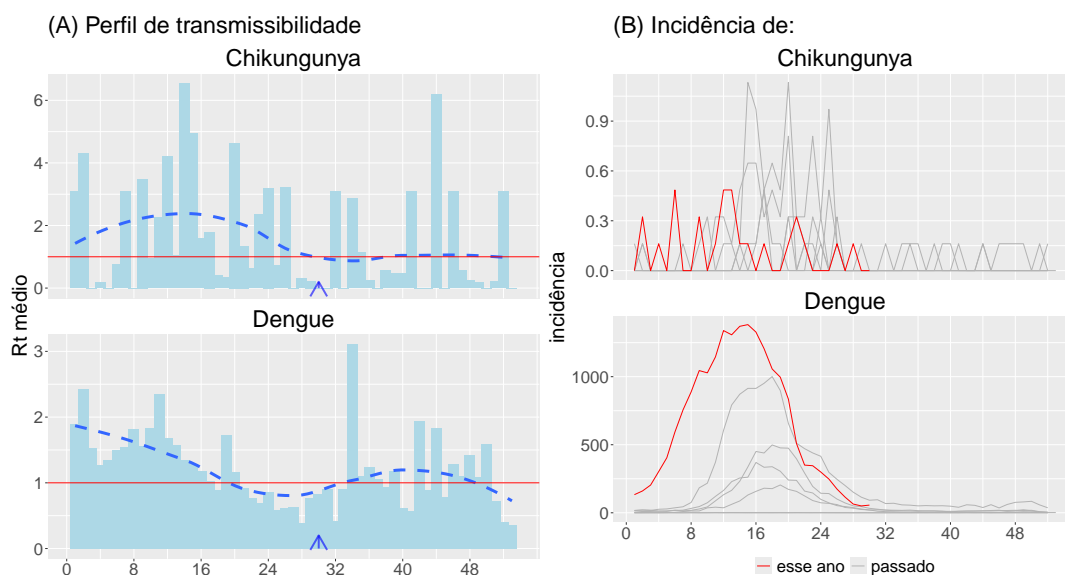 (A) Perfil de transmissibilidade
Chikungunya
6
4
2
0
Dengue
3
2
1
0
0 8 16 24 32 40 48
Rt médio
(B) Incidência de:
Chikungunya
0.9
0.6
0.3
0.0
Dengue
1000
500
0
0 8 16 24 32 40 48
incidência
esse ano passado